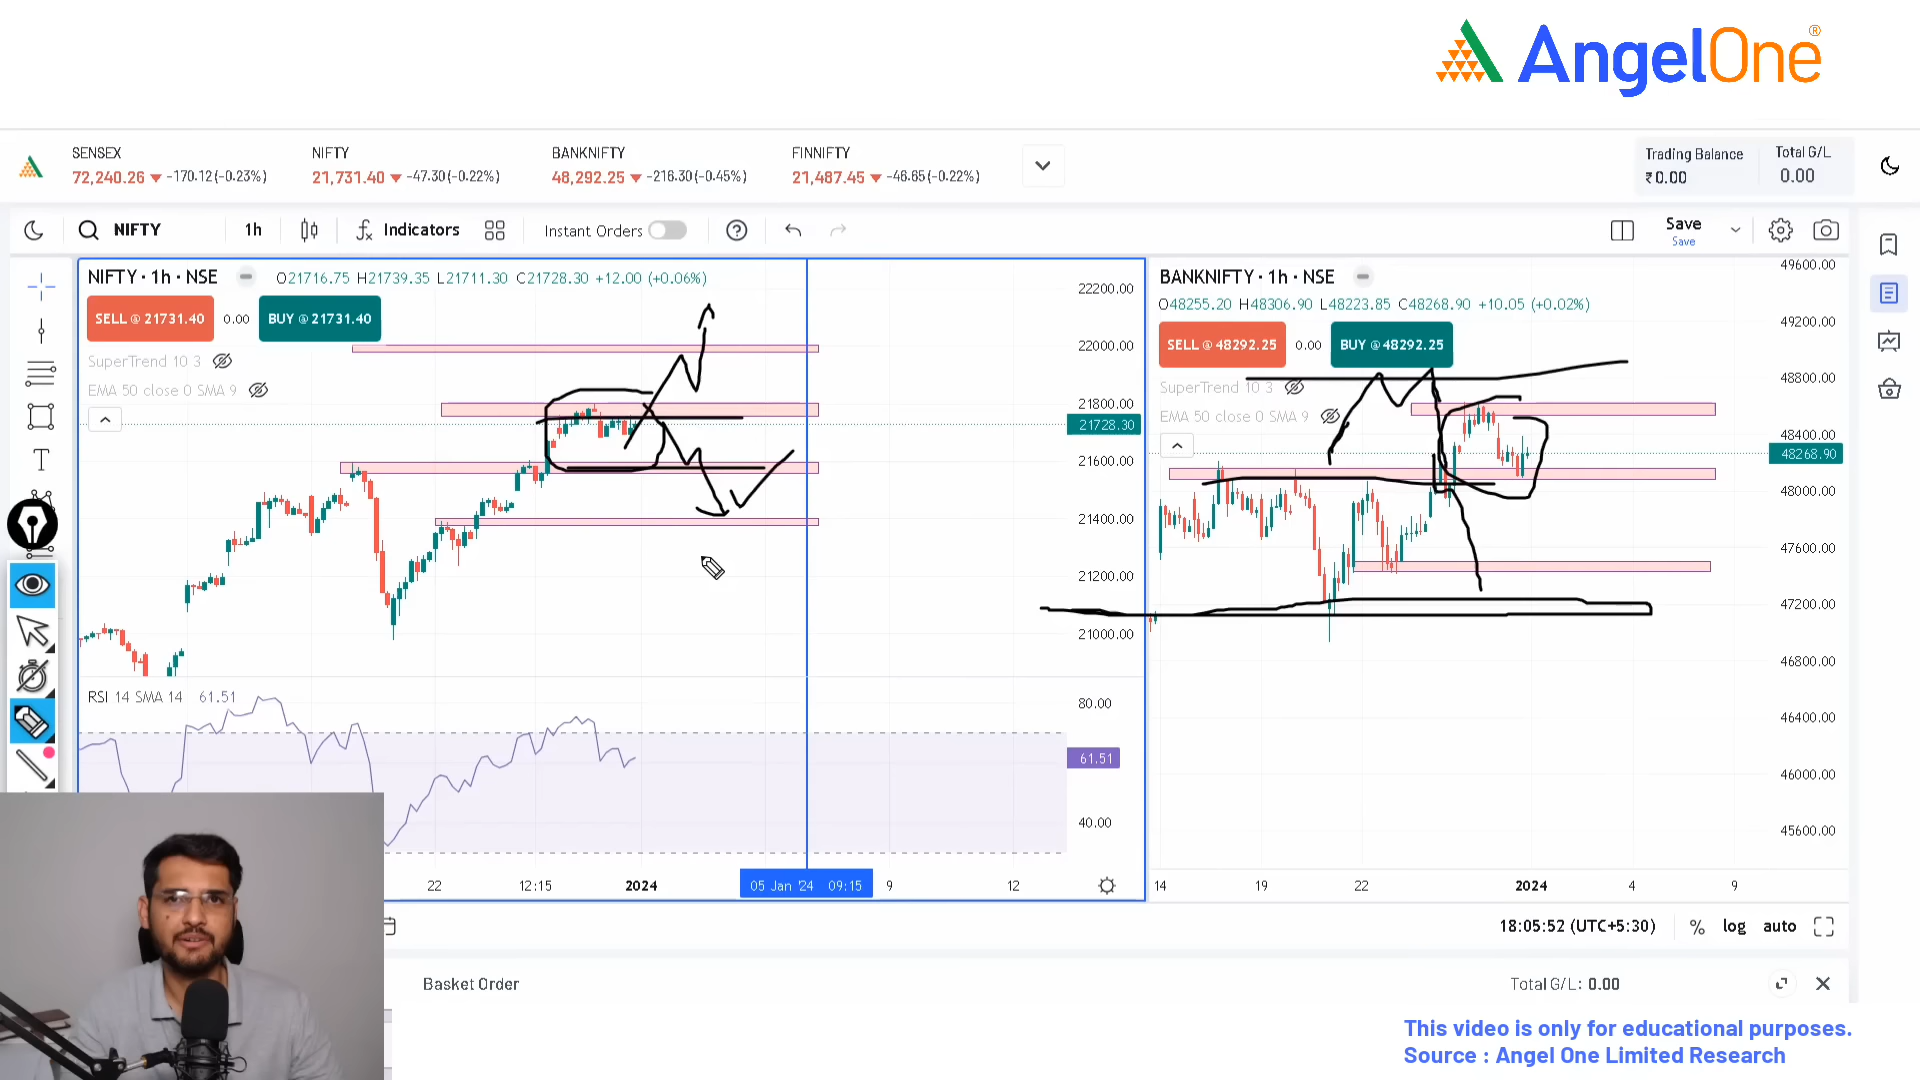 AngelOne®
SENSEX
72,240.26 -170.12(-0.23%)
NIFTY
21,731.40 -47.30(-0.22%)
BANKNIFTY
48,292.25 -216.30(-0.45%)
FINNIFTY
21,487.45 -46.65(-0.22%)
Trading Balance
₹0.00
Total G/L
0.00
NIFTY
1h
Indicators
Instant Orders
Save
Save
NIFTY · 1h · NSE
O21716.75 H21739.35 L21711.30 C21728.30 +12.00 (+0.06%)
SELL @ 21731.40
0.00
BUY @ 21731.40
SuperTrend 10 3
EMA 50 close 0 SMA 9
22200.00
22000.00
21800.00
21728.30
21600.00
21400.00
21200.00
21000.00
RSI 14 SMA 14 61.51
80.00
61.51
40.00
22
12:15
2024
05 Jan '24 09:15
9
12
BANKNIFTY · 1h · NSE
O48255.20 H48306.90 L48223.85 C48268.90 +10.05 (+0.02%)
SELL @ 48292.25
0.00
BUY @ 48292.25
SuperTrend 10 3
EMA 50 close 0 SMA 9
49600.00
49200.00
48800.00
48400.00
48268.90
48000.00
47600.00
47200.00
46800.00
46400.00
46000.00
45600.00
14
19
22
2024
4
9
18:05:52 (UTC+5:30)
%
log
auto
Basket Order
Total G/L: 0.00
This video is only for educational purposes.
Source : Angel One Limited Research